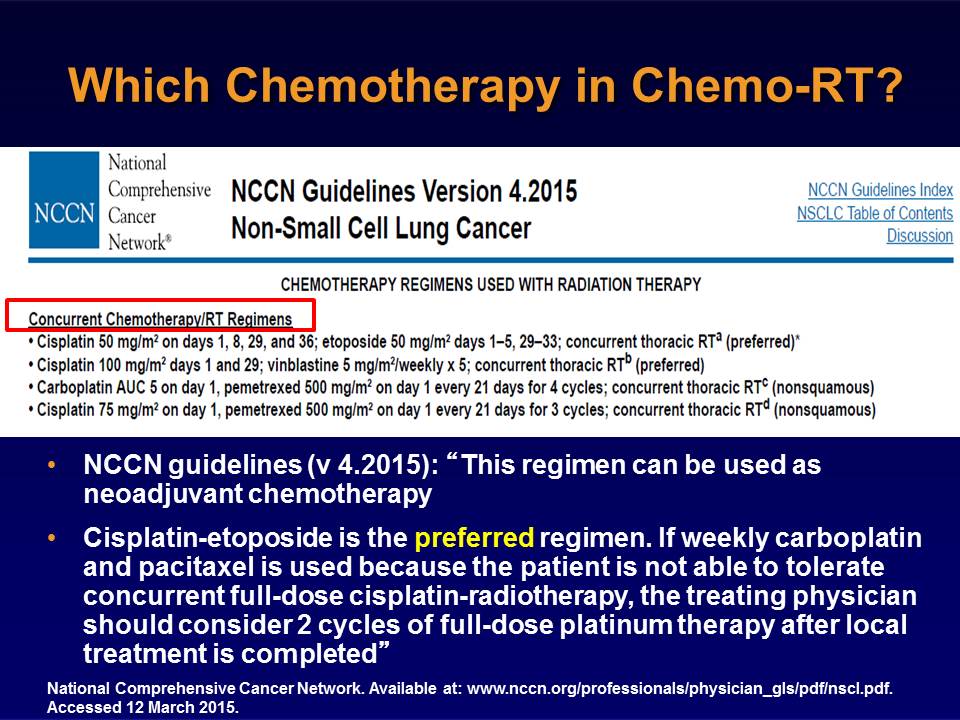 Which Chemotherapy in Chemo-RT?
NCCN
National
Comprehensive
Cancer
Network®
NCCN Guidelines Version 4.2015
Non-Small Cell Lung Cancer
NCCN Guidelines Index
NSCLC Table of Contents
Discussion
CHEMOTHERAPY REGIMENS USED WITH RADIATION THERAPY
Concurrent Chemotherapy/RT Regimens
• Cisplatin 50 mg/m² on days 1, 8, 29, and 36; etoposide 50 mg/m² days 1–5, 29–33; concurrent thoracic RTᵃ (preferred)*
• Cisplatin 100 mg/m² days 1 and 29; vinblastine 5 mg/m²/weekly x 5; concurrent thoracic RTᵇ (preferred)
• Carboplatin AUC 5 on day 1, pemetrexed 500 mg/m² on day 1 every 21 days for 4 cycles; concurrent thoracic RTᶜ (nonsquamous)
• Cisplatin 75 mg/m² on day 1, pemetrexed 500 mg/m² on day 1 every 21 days for 3 cycles; concurrent thoracic RTᵈ (nonsquamous)
• NCCN guidelines (v 4.2015): “This regimen can be used as
neoadjuvant chemotherapy
• Cisplatin-etoposide is the preferred regimen. If weekly carboplatin
and pacitaxel is used because the patient is not able to tolerate
concurrent full-dose cisplatin-radiotherapy, the treating physician
should consider 2 cycles of full-dose platinum therapy after local
treatment is completed”
National Comprehensive Cancer Network. Available at: www.nccn.org/professionals/physician_gls/pdf/nscl.pdf.
Accessed 12 March 2015.